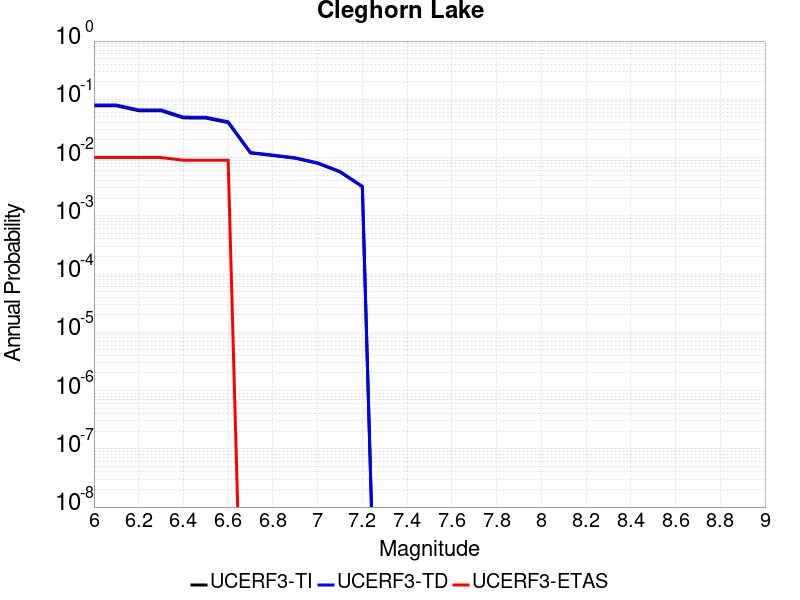 Cleghorn Lake
10^0
10^-1
10^-2
10^-3
10^-4
10^-5
10^-6
10^-7
10^-8
Annual Probability
6 6.2 6.4 6.6 6.8 7 7.2 7.4 7.6 7.8 8 8.2 8.4 8.6 8.8 9
Magnitude
UCERF3-TI UCERF3-TD UCERF3-ETAS